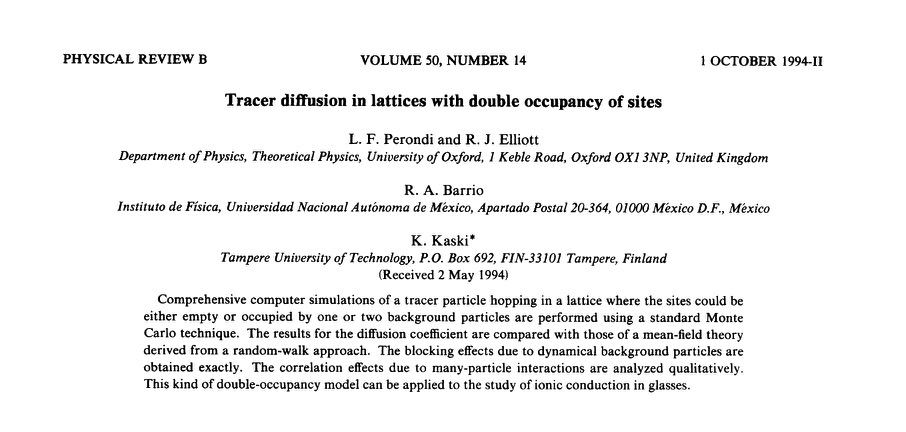 PHYSICAL REVIEW B VOLUME 50, NUMBER 14 1 OCTOBER 1994-II
Tracer diffusion in lattices with double occupancy of sites
L. F. Perondi and R. J. Elliott
Department of Physics, Theoretical Physics, University of Oxford, 1 Keble Road, Oxford OX1 3NP, United Kingdom
R. A. Barrio
Instituto de Física, Universidad Nacional Autónoma de México, Apartado Postal 20-364, 01000 México D.F., México
K. Kaski*
Tampere University of Technology, P.O. Box 692, FIN-33101 Tampere, Finland
(Received 2 May 1994)
Comprehensive computer simulations of a tracer particle hopping in a lattice where the sites could be
either empty or occupied by one or two background particles are performed using a standard Monte
Carlo technique. The results for the diffusion coefficient are compared with those of a mean-field theory
derived from a random-walk approach. The blocking effects due to dynamical background particles are
obtained exactly. The correlation effects due to many-particle interactions are analyzed qualitatively.
This kind of double-occupancy model can be applied to the study of ionic conduction in glasses.